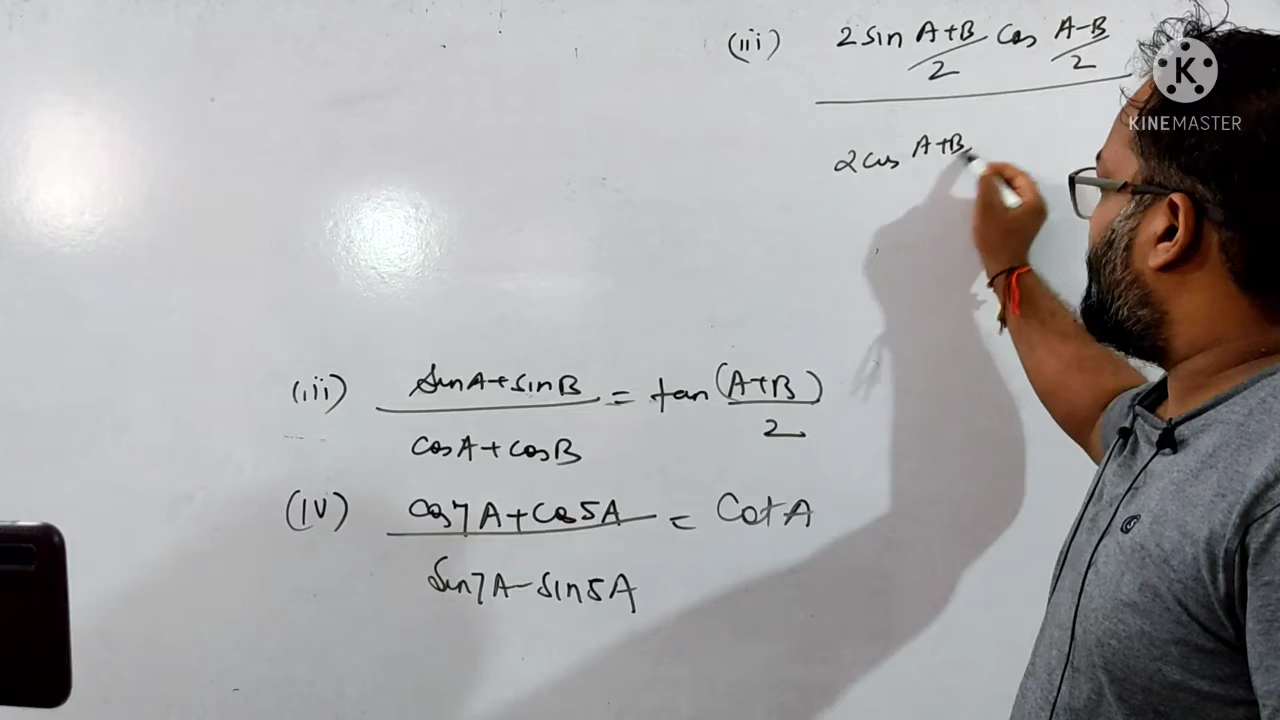 (iii) 2 sin A+B/2 cos A-B/2
2 cos A+B
K
KINEMASTER
(iii) sinA+sinB / cosA+cosB = tan (A+B)/2
(iv) cos7A+cos5A / sin7A-sin5A = cotA